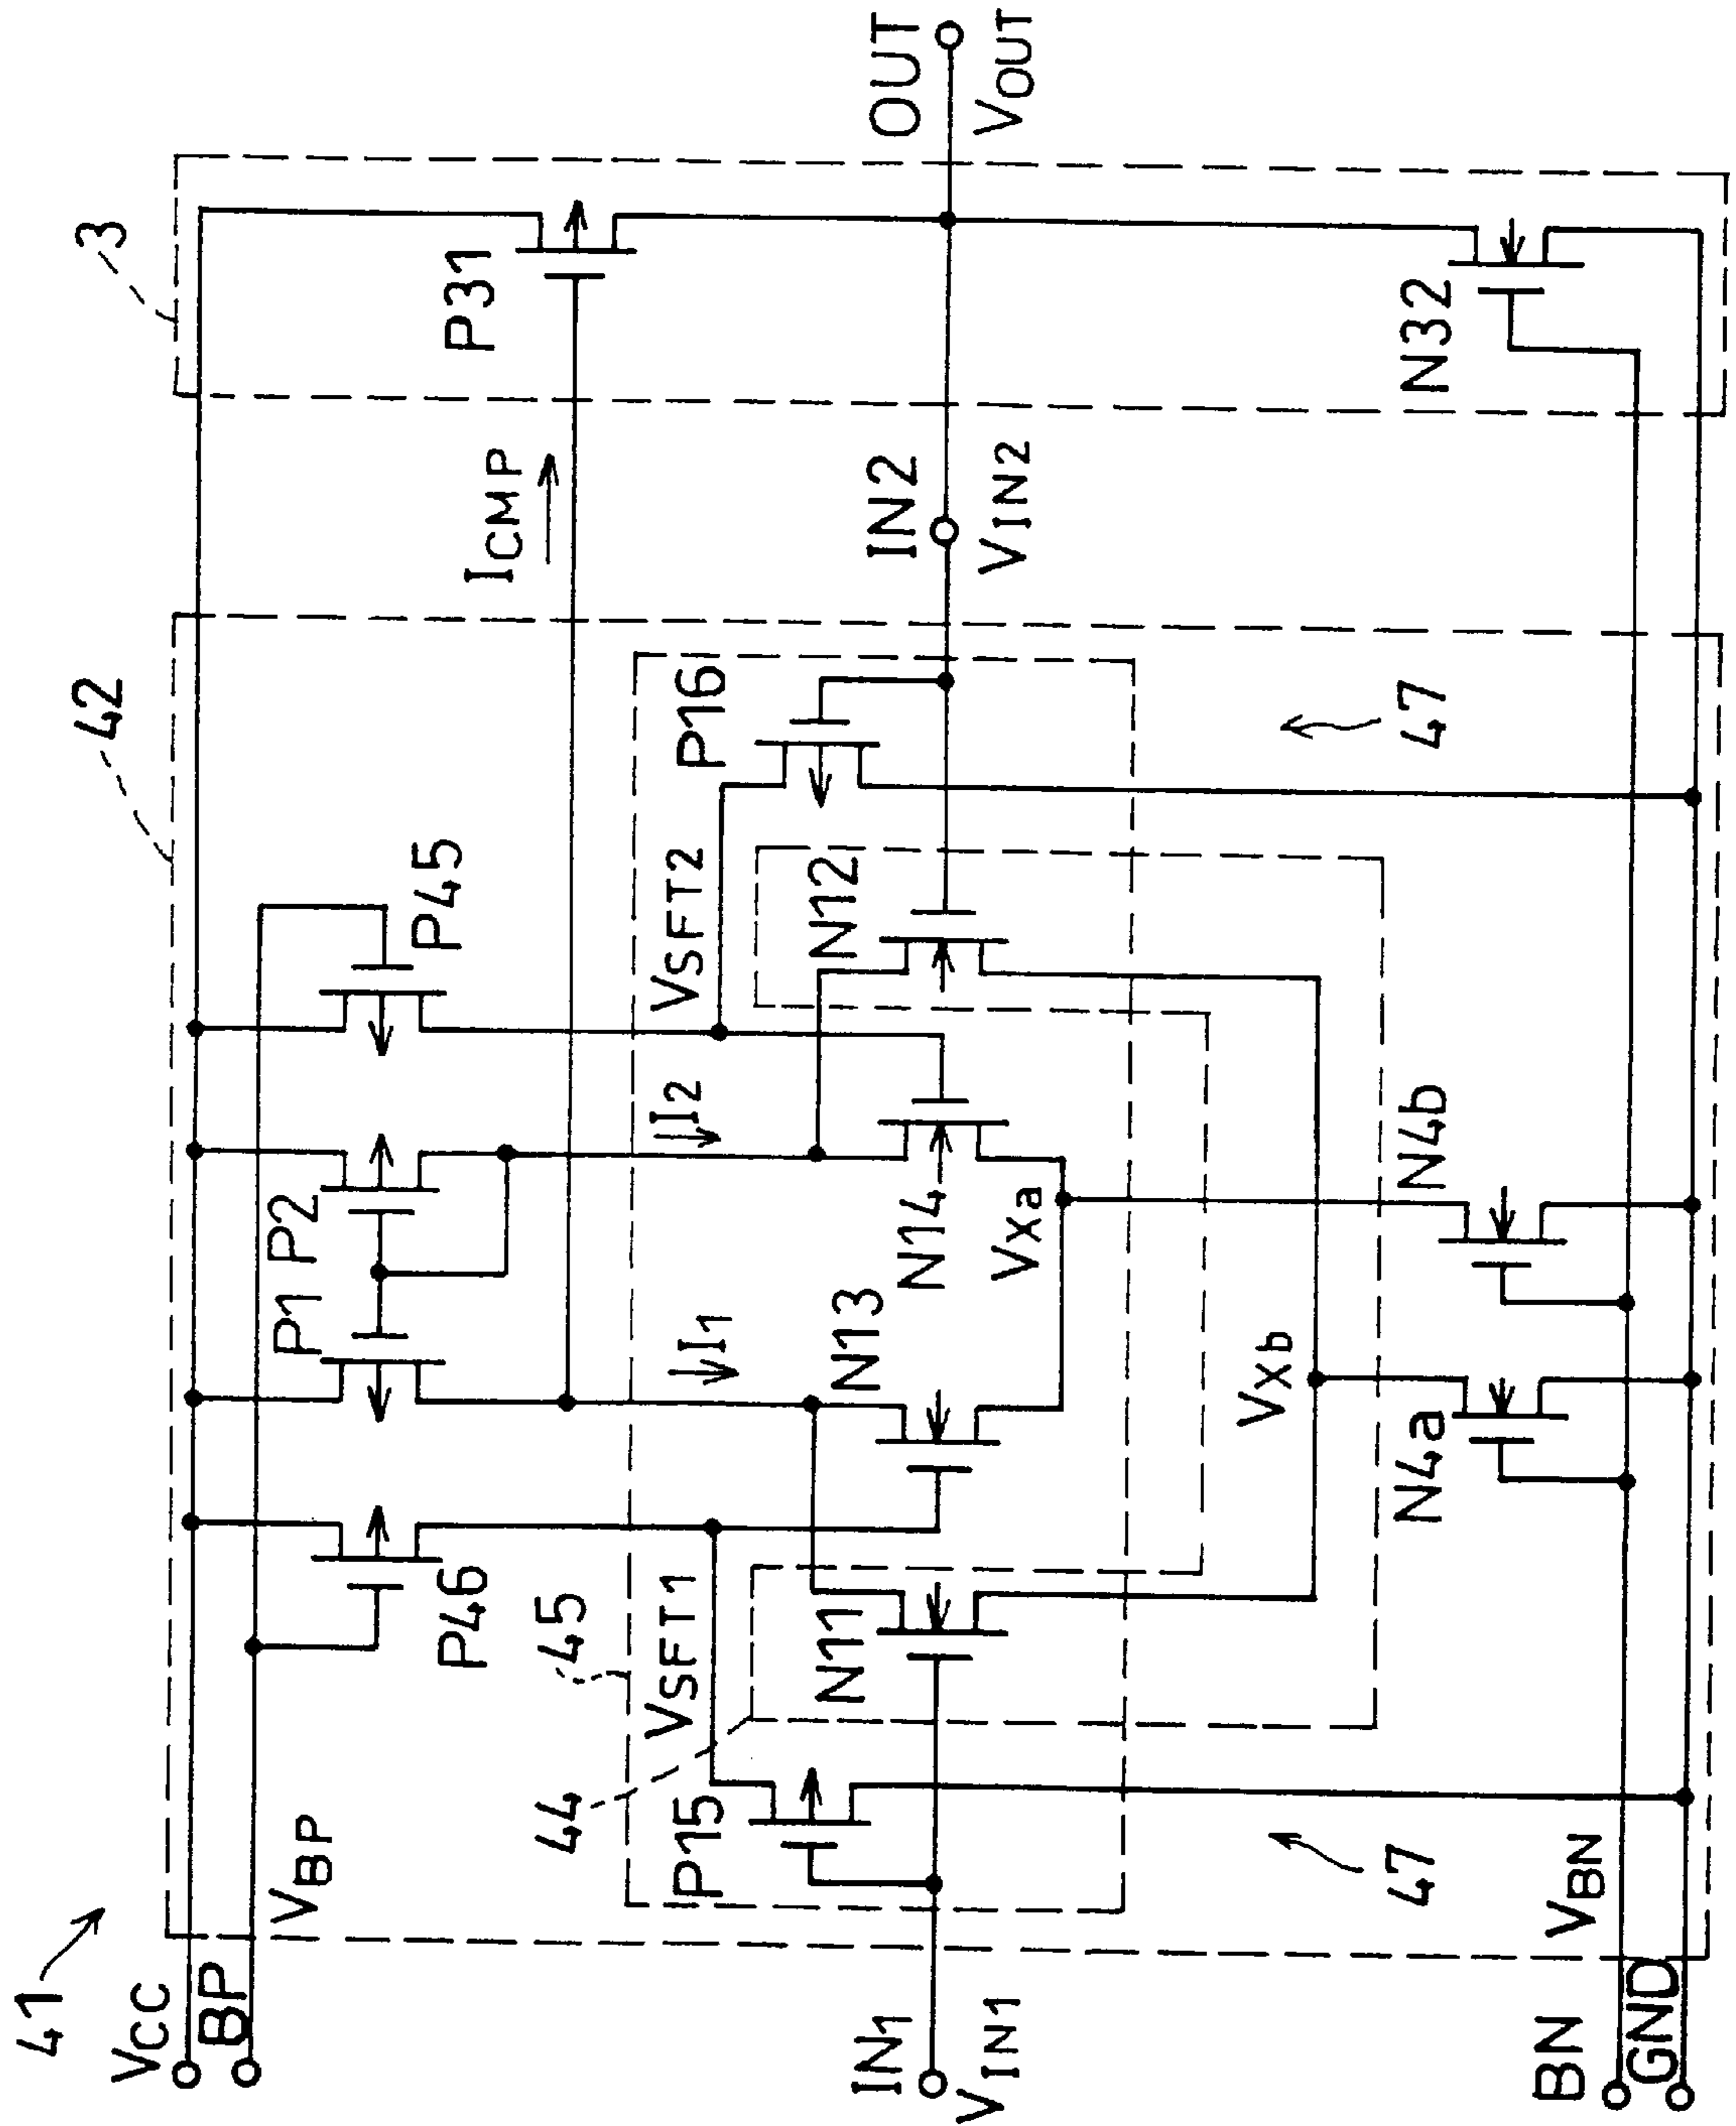 41
42
3
VCC
BP
VBP
P46
P1
P2
P45
ICMP
P31
45
44
VSFT1
I1
I2
VSFT2
P15
N11
N13
N14
N12
P16
IN1
VIN1
IN2
VIN2
OUT
VOUT
VXa
VXb
47
47
N4a
N4b
N32
VBN
BN
GND